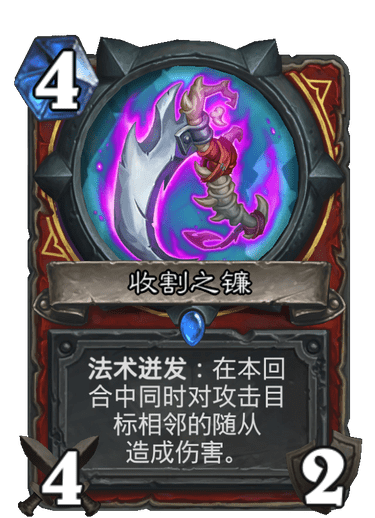 4
收割之镰
法术迸发：在本回
合中同时对攻击目
标相邻的随从
造成伤害。
4
2